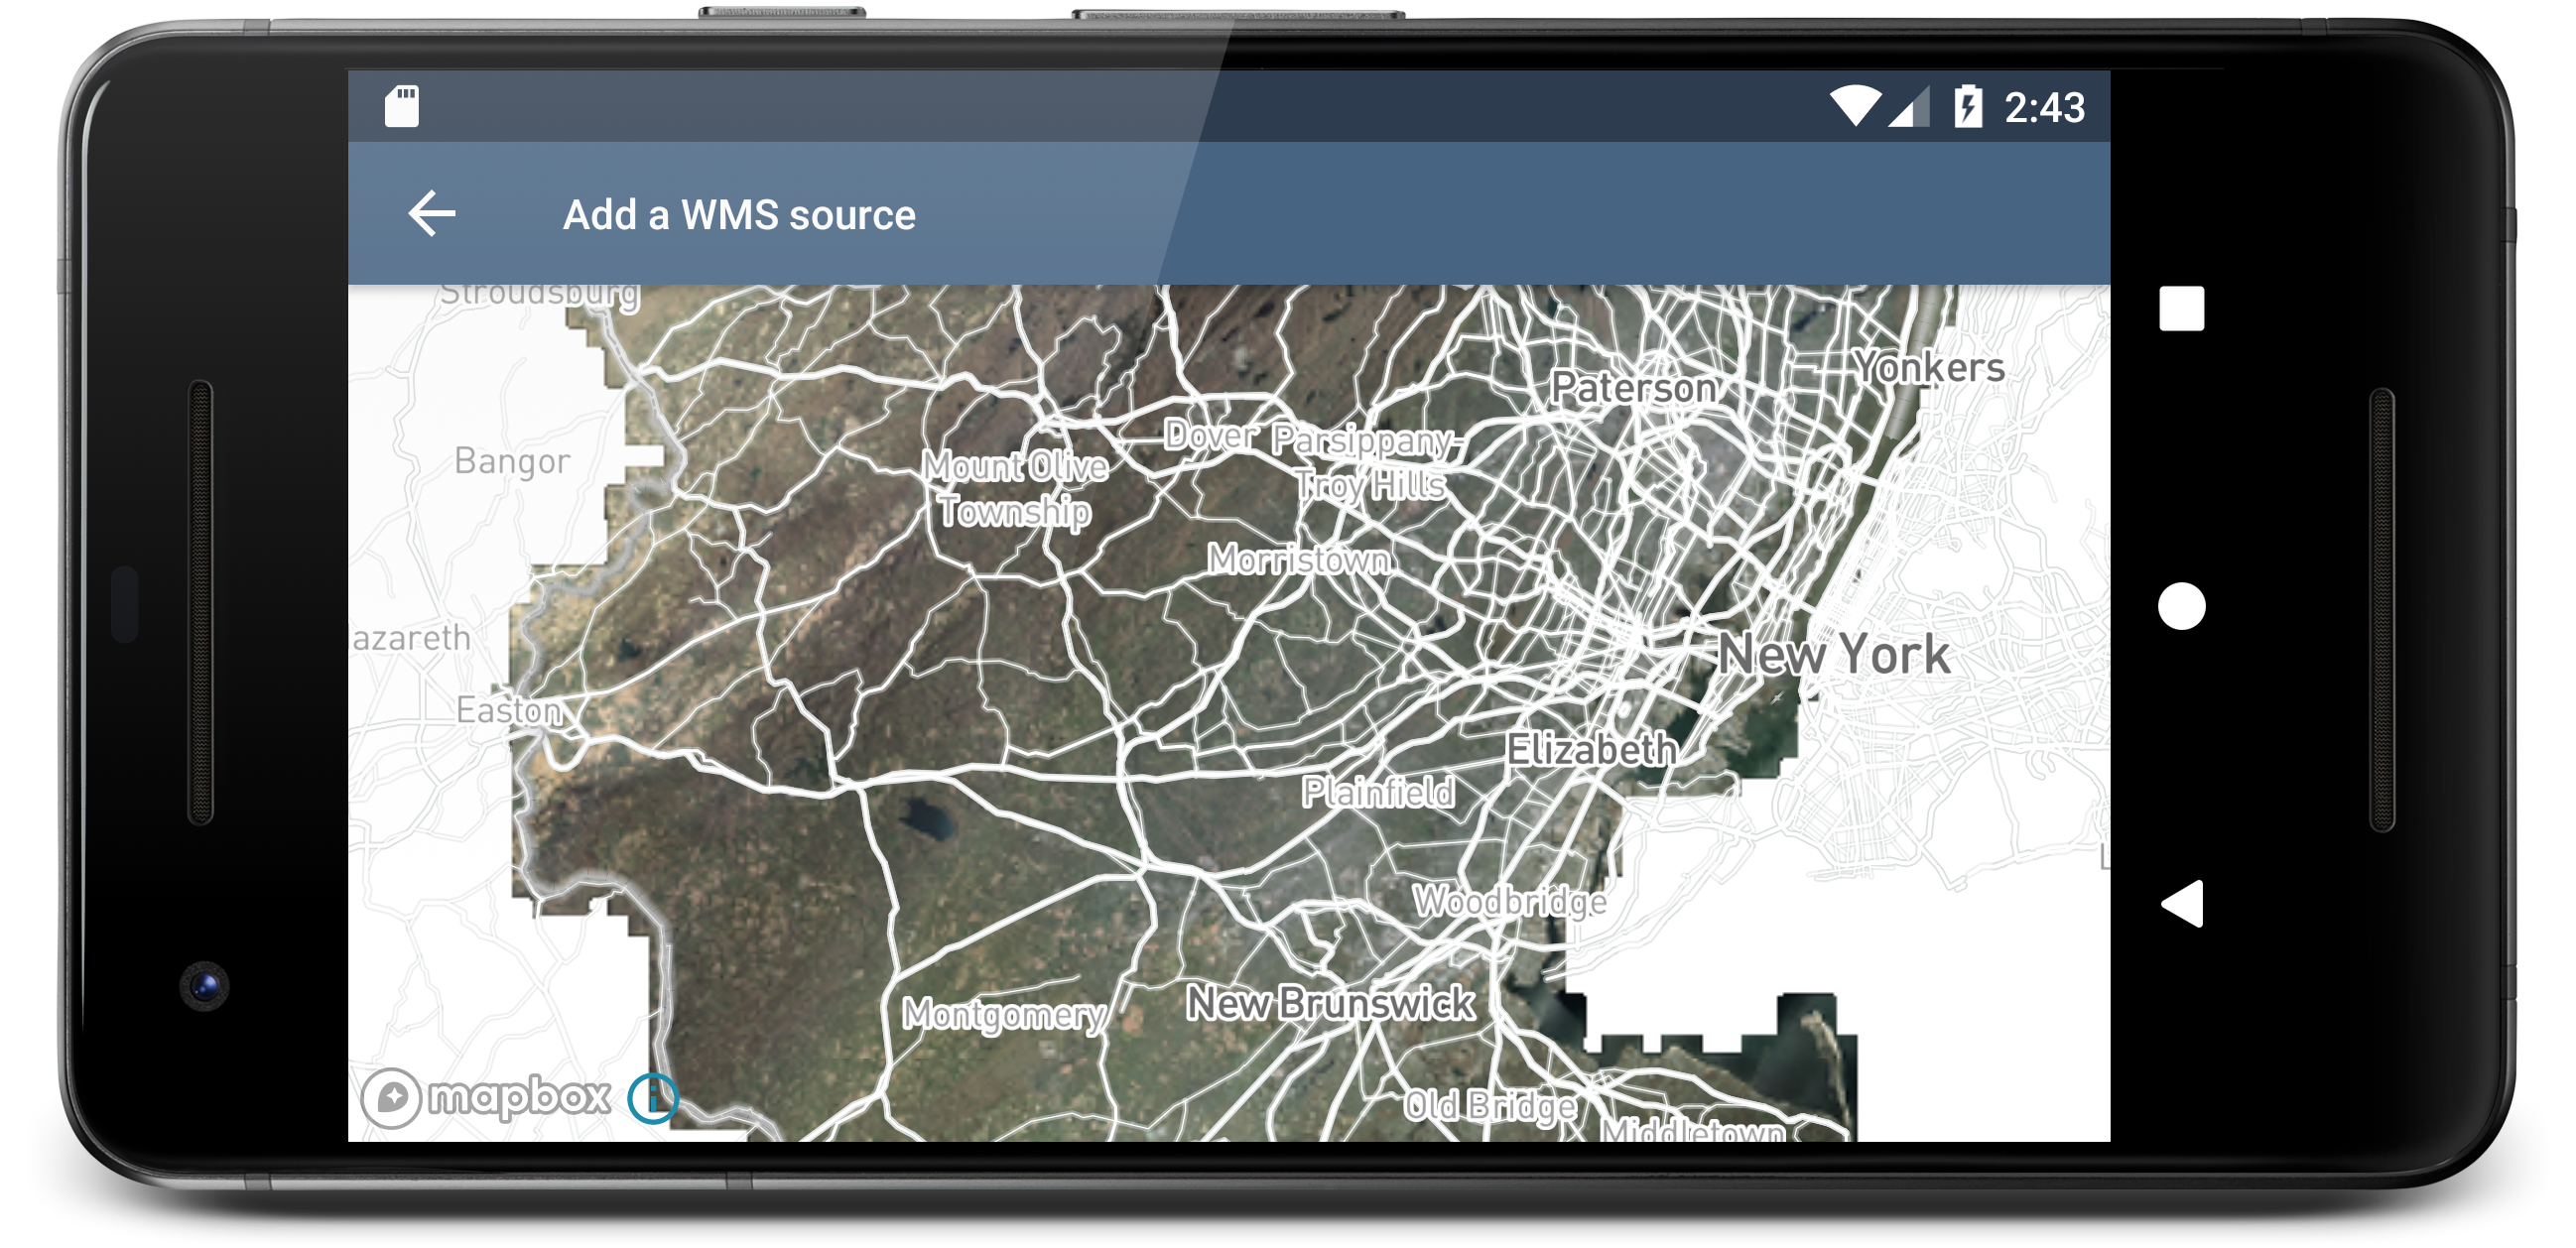 2:43
Add a WMS source
Stroudsburg
Yonkers
Paterson
Dover
Parsippany-
Troy Hills
Bangor
Mount Olive
Township
Morristown
azareth
New York
Easton
Elizabeth
Plainfield
Woodbridge
Montgomery
New Brunswick
mapbox
i
Old Bridge
Middletown